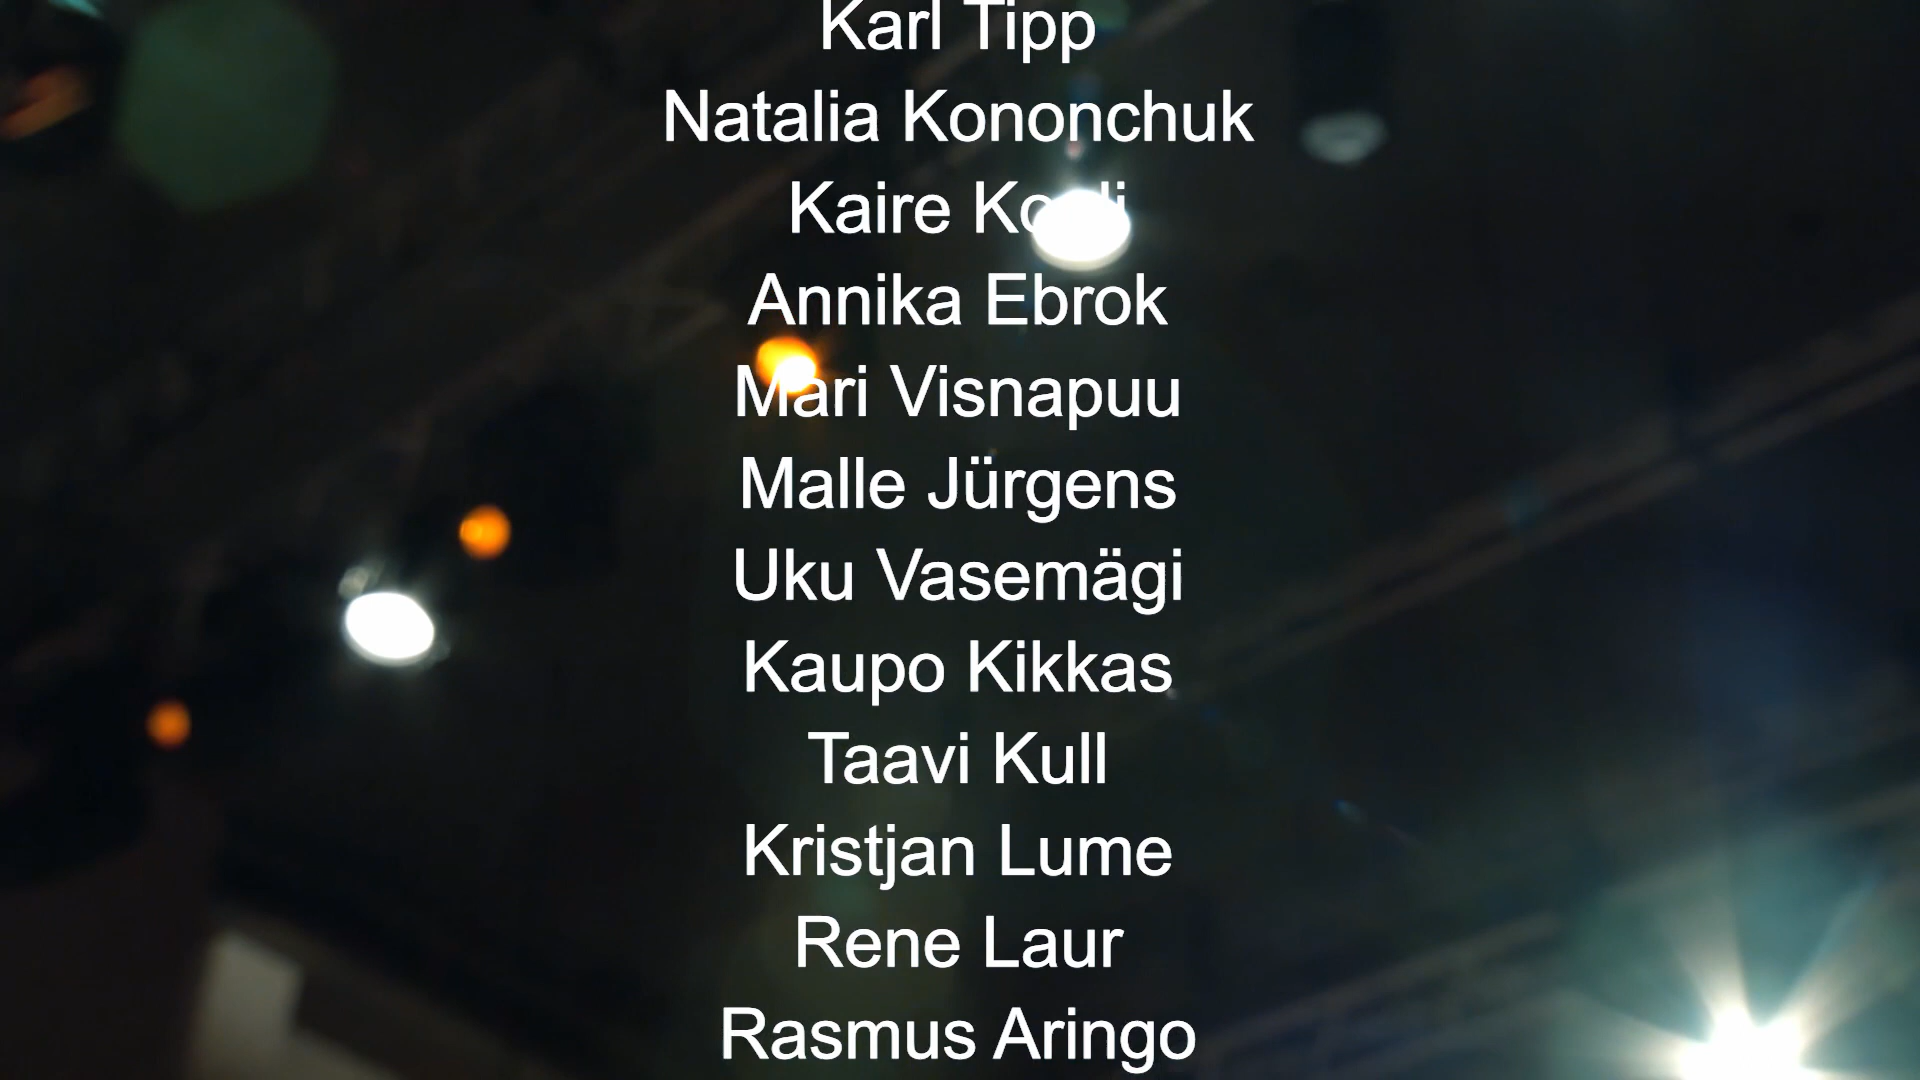 Karl Tipp
Natalia Kononchuk
Kaire
Annika Ebrok
Mari Visnapuu
Malle Jürgens
Uku Vasemägi
Kaupo Kikkas
Taavi Kull
Kristjan Lume
Rene Laur
Rasmus Aringo